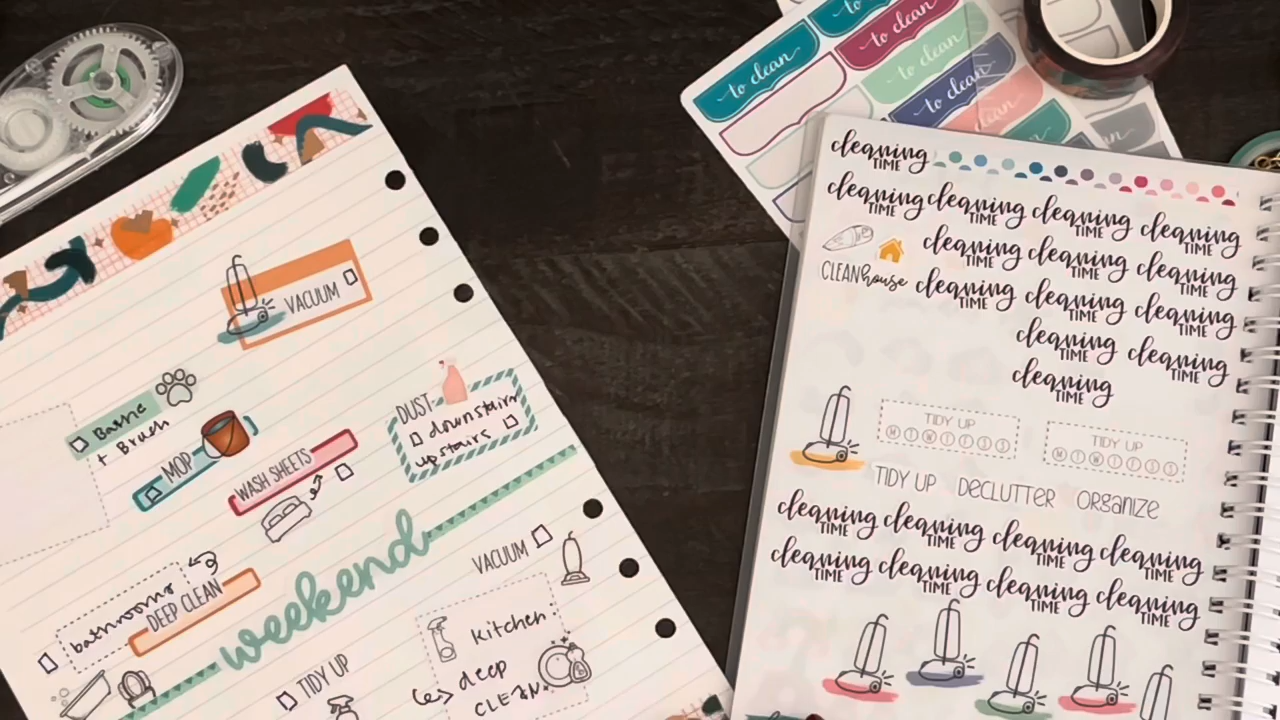 VACUUM
Bathe
+ Brush
MOP
WASH SHEETS
DUST
downstairs
upstairs
bathrooms
DEEP CLEAN
weekend
VACUUM
TIDY UP
kitchen
deep
CLEAN
to clean
to clean
to clean
to clean
clean
cleaning
TIME
cleaning cleaning cleaning cleaning
TIME TIME TIME TIME
cleaning cleaning cleaning
TIME TIME TIME
CLEAN house
cleaning cleaning cleaning
TIME TIME TIME
cleaning cleaning
TIME TIME
cleaning
TIME
TIDY UP
M T W T F S S
TIDY UP
M T W T F S S
TIDY UP DECLUTTER ORGANIZE
cleaning cleaning cleaning cleaning
TIME TIME TIME TIME
cleaning cleaning cleaning cleaning
TIME TIME TIME TIME